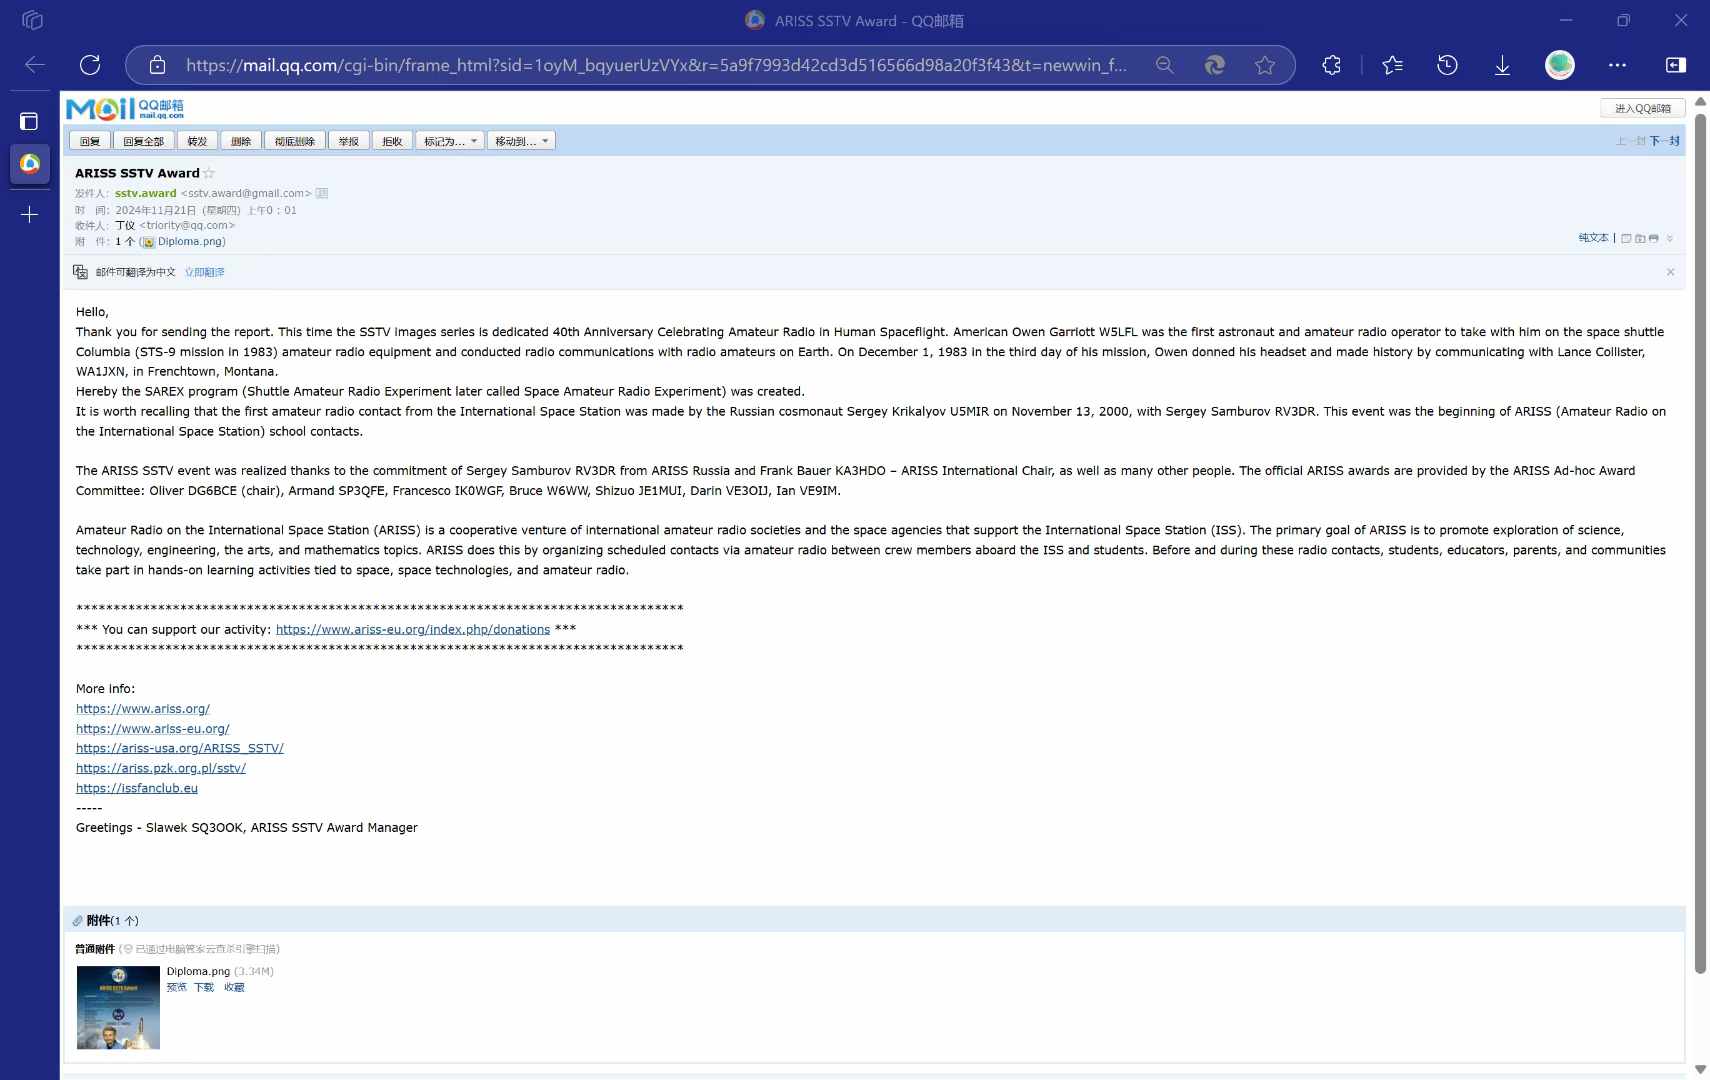 ARISS SSTV Award - QQ邮箱
https://mail.qq.com/cgi-bin/frame_html?sid=1oyM_bqyuerUzVYx&r=5a9f7993d42cd3d516566d98a20f3f43&t=newwin_f...
Mail QQ邮箱
mail.qq.com
进入QQ邮箱
回复 回复全部 转发 删除 彻底删除 举报 拒收 标记为... 移动到...
上一封 下一封
ARISS SSTV Award
发件人: sstv.award <sstv.award@gmail.com>
时 间: 2024年11月21日 (星期四) 上午0:01
收件人: 丁仪 <triority@qq.com>
附 件: 1 个 (Diploma.png)
纯文本 |
邮件可翻译为中文 立即翻译
Hello,
Thank you for sending the report. This time the SSTV images series is dedicated 40th Anniversary Celebrating Amateur Radio in Human Spaceflight. American Owen Garriott W5LFL was the first astronaut and amateur radio operator to take with him on the space shuttle
Columbia (STS-9 mission in 1983) amateur radio equipment and conducted radio communications with radio amateurs on Earth. On December 1, 1983 in the third day of his mission, Owen donned his headset and made history by communicating with Lance Collister,
WA1JXN, in Frenchtown, Montana.
Hereby the SAREX program (Shuttle Amateur Radio Experiment later called Space Amateur Radio Experiment) was created.
It is worth recalling that the first amateur radio contact from the International Space Station was made by the Russian cosmonaut Sergey Krikalyov U5MIR on November 13, 2000, with Sergey Samburov RV3DR. This event was the beginning of ARISS (Amateur Radio on
the International Space Station) school contacts.
The ARISS SSTV event was realized thanks to the commitment of Sergey Samburov RV3DR from ARISS Russia and Frank Bauer KA3HDO – ARISS International Chair, as well as many other people. The official ARISS awards are provided by the ARISS Ad-hoc Award
Committee: Oliver DG6BCE (chair), Armand SP3QFE, Francesco IK0WGF, Bruce W6WW, Shizuo JE1MUI, Darin VE3OIJ, Ian VE9IM.
Amateur Radio on the International Space Station (ARISS) is a cooperative venture of international amateur radio societies and the space agencies that support the International Space Station (ISS). The primary goal of ARISS is to promote exploration of science,
technology, engineering, the arts, and mathematics topics. ARISS does this by organizing scheduled contacts via amateur radio between crew members aboard the ISS and students. Before and during these radio contacts, students, educators, parents, and communities
take part in hands-on learning activities tied to space, space technologies, and amateur radio.
**********************************************************************************
*** You can support our activity: https://www.ariss-eu.org/index.php/donations ***
**********************************************************************************
More info:
https://www.ariss.org/
https://www.ariss-eu.org/
https://ariss-usa.org/ARISS_SSTV/
https://ariss.pzk.org.pl/sstv/
https://issfanclub.eu
-----
Greetings - Slawek SQ3OOK, ARISS SSTV Award Manager
附件(1 个)
普通附件 (已通过电脑管家云查杀引擎扫描)
Diploma.png (3.34M)
预览 下载 收藏
ARISS SSTV AWARD